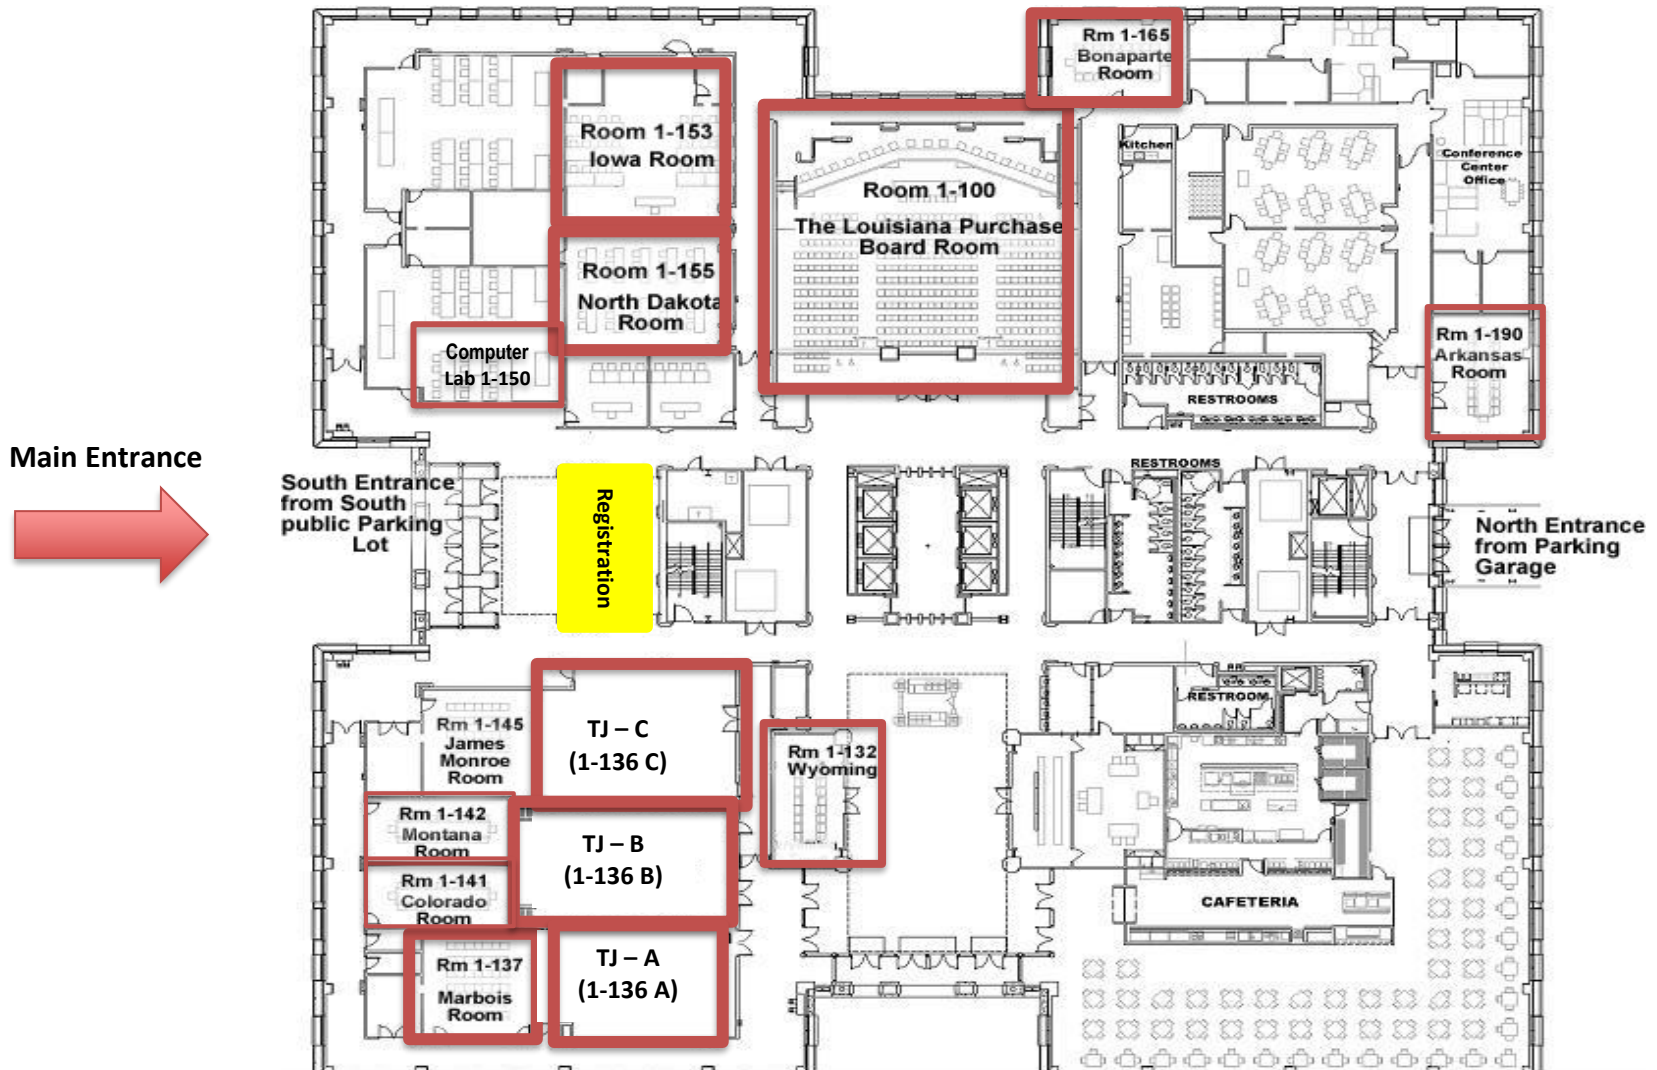 Rm 1-165
Bonaparte
Room
Room 1-153
Iowa Room
Room 1-100
The Louisiana Purchase
Board Room
Kitchen
Conference
Center
Office
Room 1-155
North Dakota
Room
Computer
Lab 1-150
Rm 1-190
Arkansas
Room
RESTROOMS
Main Entrance
South Entrance
from South
public Parking
Lot
Registration
RESTROOMS
North Entrance
from Parking
Garage
Rm 1-145
James
Monroe
Room
TJ – C
(1-136 C)
Rm 1-132
Wyoming
RESTROOM
Rm 1-142
Montana
Room
TJ – B
(1-136 B)
Rm 1-141
Colorado
Room
CAFETERIA
Rm 1-137
Marbois
Room
TJ – A
(1-136 A)